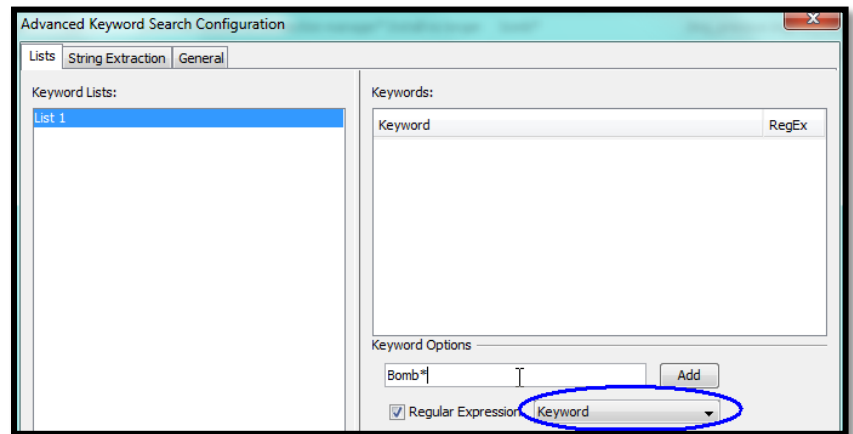 Advanced Keyword Search Configuration
Lists String Extraction General
Keyword Lists:
List 1
Keywords:
Keyword RegEx
Keyword Options
Bomb*
Add
Regular Expression Keyword